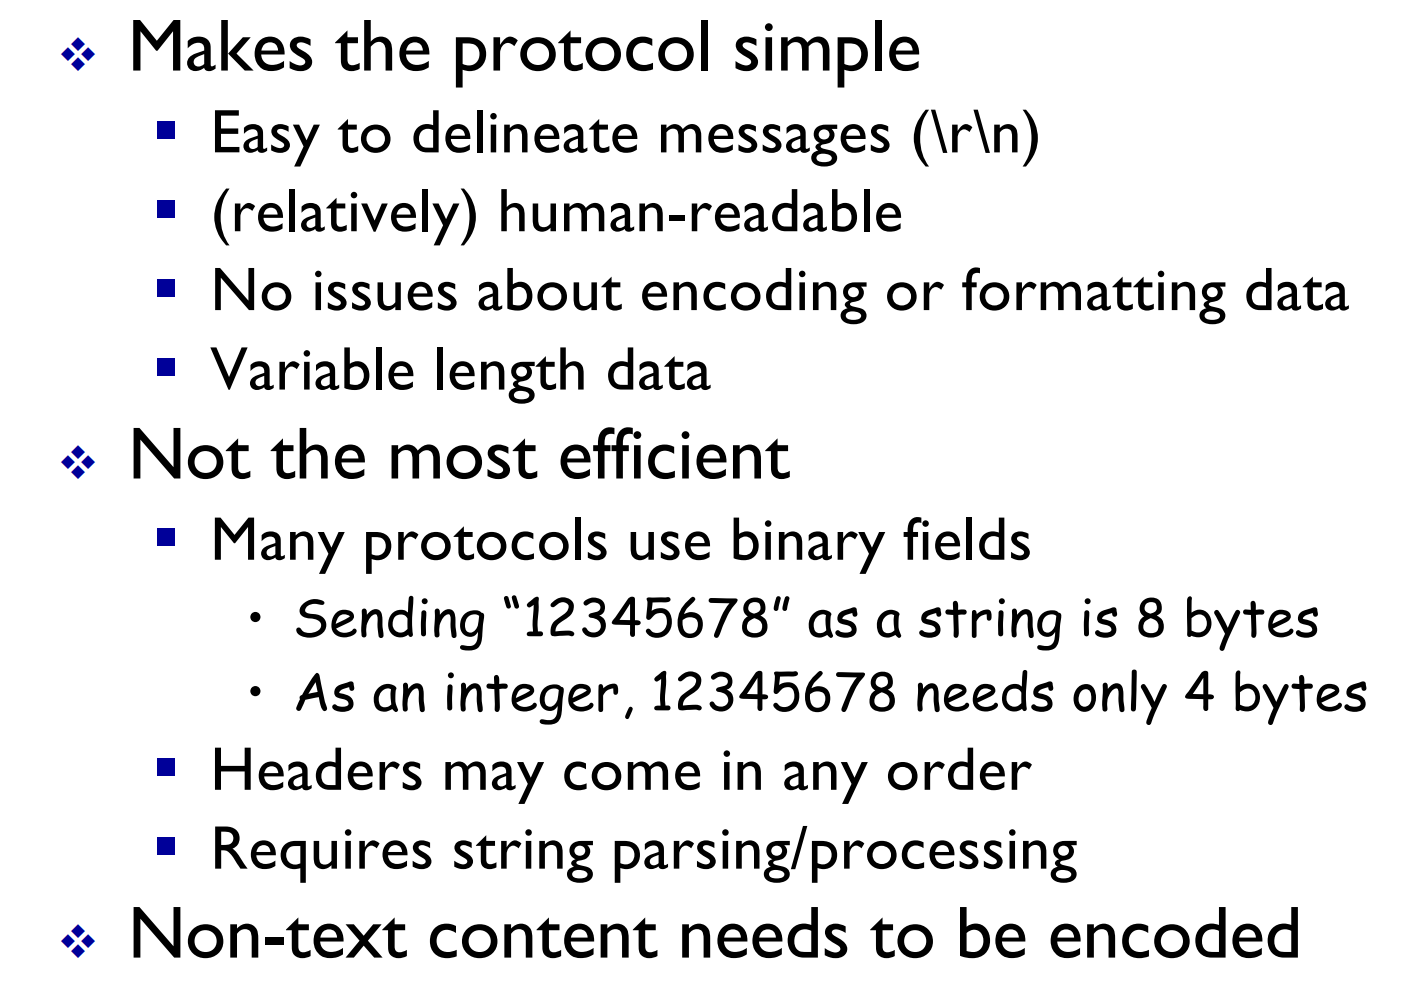 Makes the protocol simple
Easy to delineate messages (\r\n)
(relatively) human-readable
No issues about encoding or formatting data
Variable length data
Not the most efficient
Many protocols use binary fields
Sending “12345678” as a string is 8 bytes
As an integer, 12345678 needs only 4 bytes
Headers may come in any order
Requires string parsing/processing
Non-text content needs to be encoded